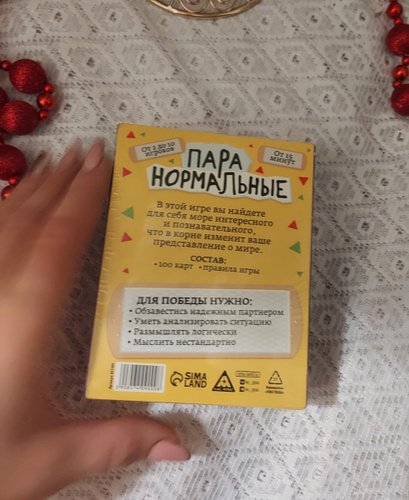 От 2 до 10
игроков
От 15
минут
ПАРА
НОРМАЛЬНЫЕ
В этой игре вы найдете
для себя море интересного
и познавательного,
что в корне изменит ваше
представление о мире.
СОСТАВ:
• 100 карт • правила игры
ДЛЯ ПОБЕДЫ НУЖНО:
• Обзавестись надежным партнером
• Уметь анализировать ситуацию
• Размышлять логически
• Мыслить нестандартно
SIMA
LAND